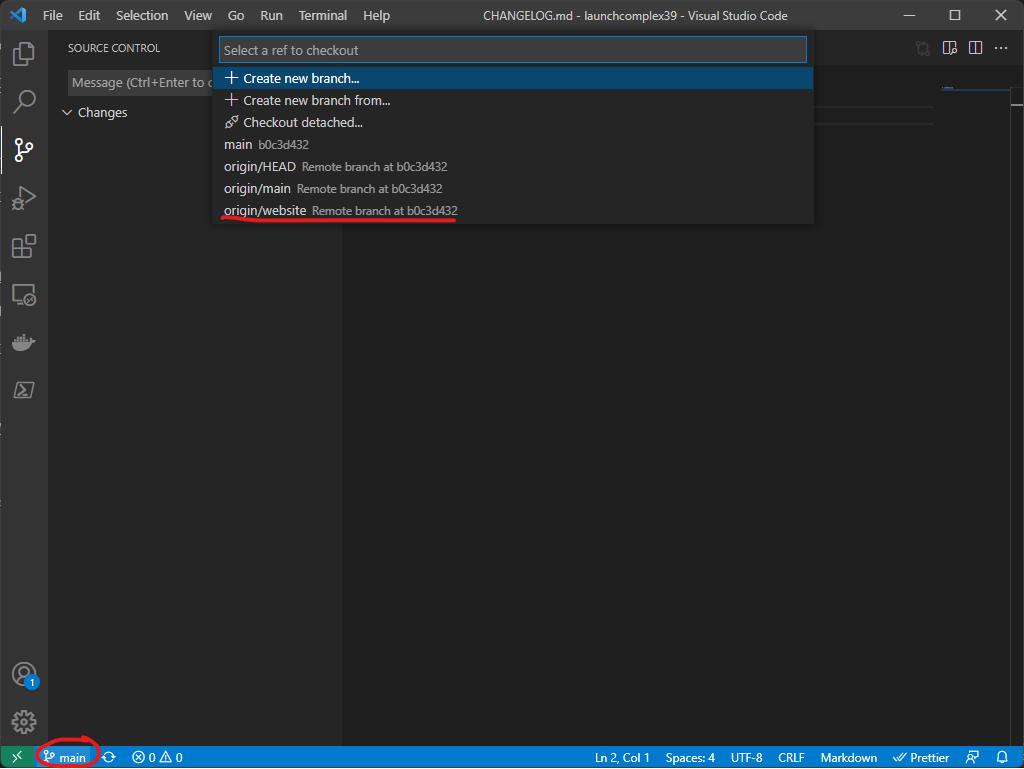 File Edit Selection View Go Run Terminal Help CHANGELOG.md - launchcomplex39 - Visual Studio Code
SOURCE CONTROL
Select a ref to checkout
Message (Ctrl+Enter to c
Create new branch...
Create new branch from...
Changes
Checkout detached...
main b0c3d432
origin/HEAD Remote branch at b0c3d432
origin/main Remote branch at b0c3d432
origin/website Remote branch at b0c3d432
1
main 0 0 Ln 2, Col 1 Spaces: 4 UTF-8 CRLF Markdown Prettier